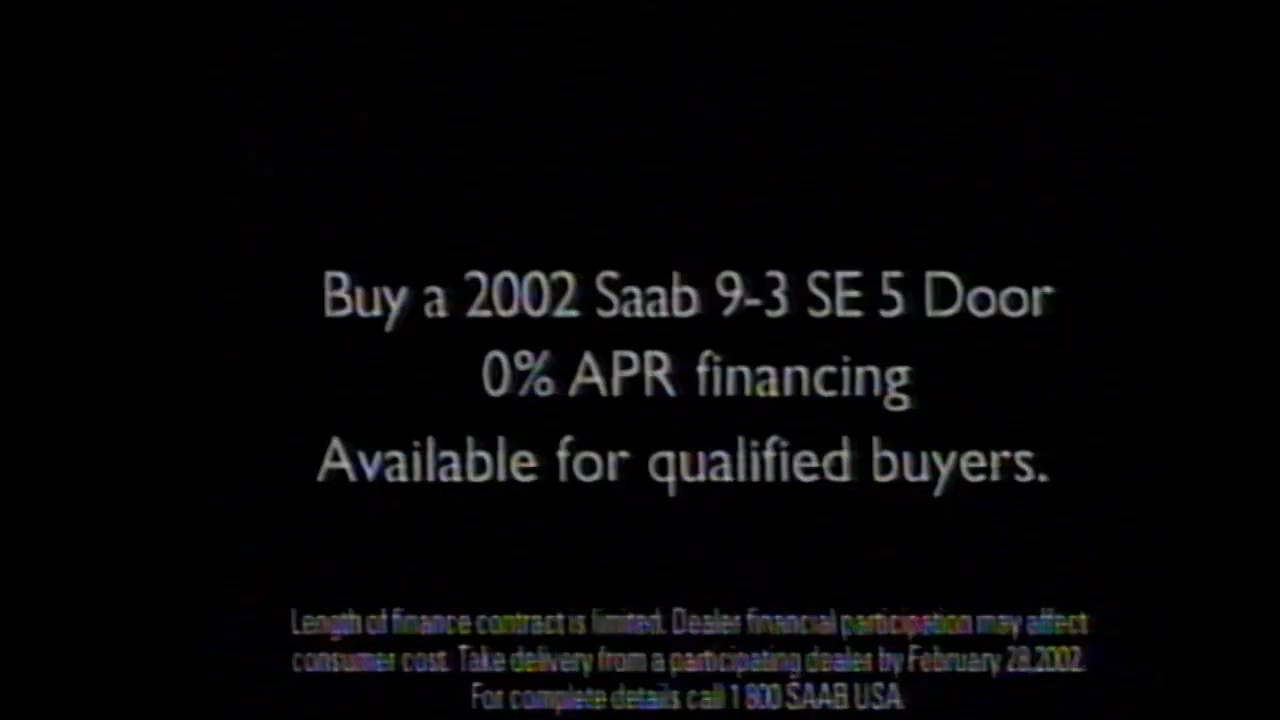 Buy a 2002 Saab 9-3 SE 5 Door
0% APR financing
Available for qualified buyers.
Length of finance contract is limited. Dealer financial participation may affect
consumer cost. Take delivery from a participating dealer by February 28,2002.
For complete details call 1 800 SAAB USA.